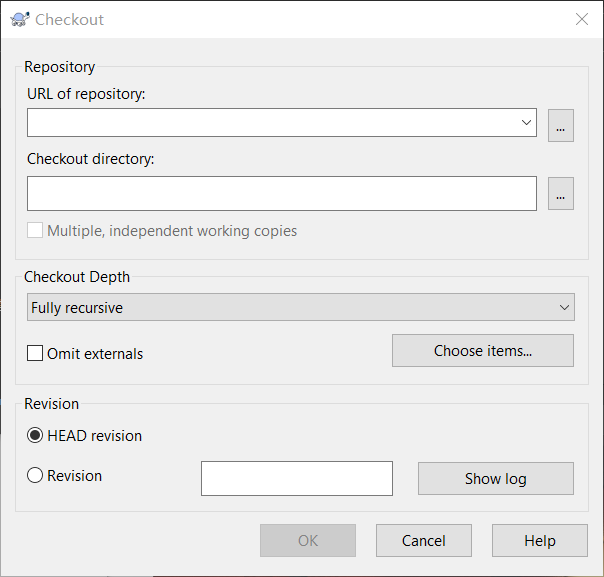 Checkout
Repository
URL of repository:
...
Checkout directory:
...
Multiple, independent working copies
Checkout Depth
Fully recursive
Omit externals
Choose items...
Revision
HEAD revision
Revision
Show log
OK
Cancel
Help